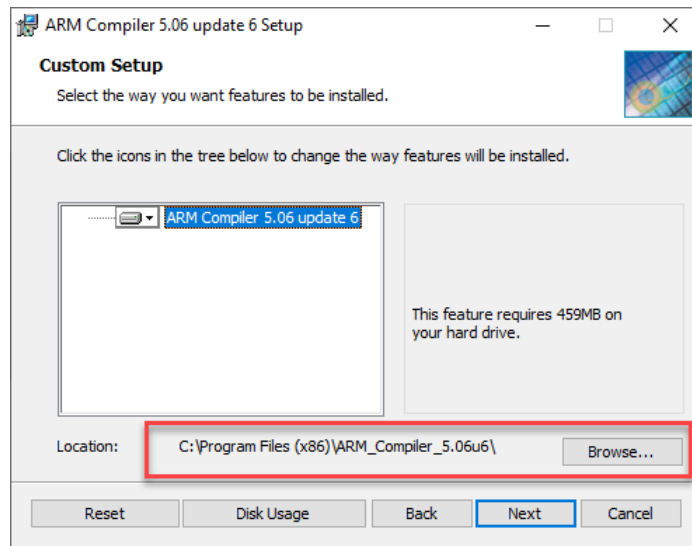 ARM Compiler 5.06 update 6 Setup
Custom Setup
Select the way you want features to be installed.
Click the icons in the tree below to change the way features will be installed.
ARM Compiler 5.06 update 6
This feature requires 459MB on
your hard drive.
Location: C:\Program Files (x86)\ARM_Compiler_5.06u6\ Browse...
Reset Disk Usage Back Next Cancel